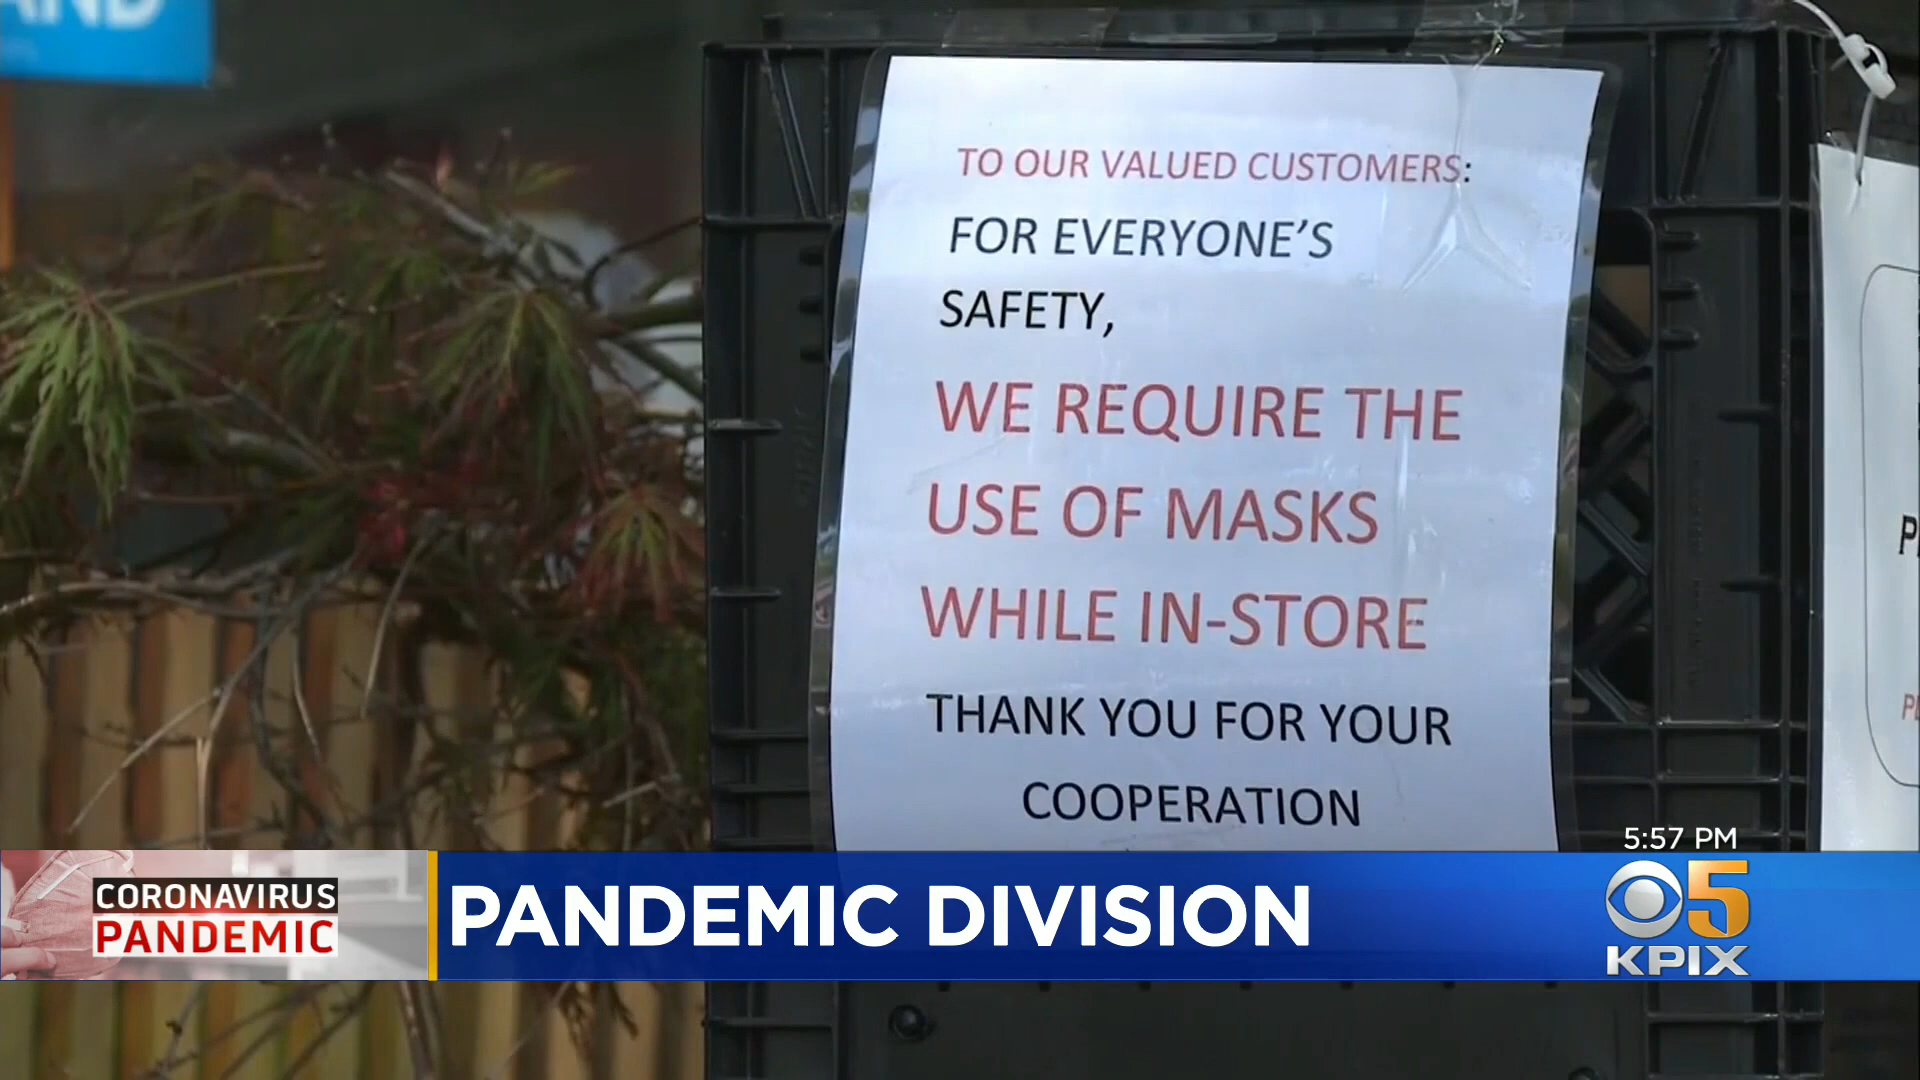 AND
TO OUR VALUED CUSTOMERS:
FOR EVERYONE'S
SAFETY,
WE REQUIRE THE
USE OF MASKS
WHILE IN-STORE
THANK YOU FOR YOUR
COOPERATION
5:57 PM
CORONAVIRUS
PANDEMIC
PANDEMIC DIVISION
5
KPIX